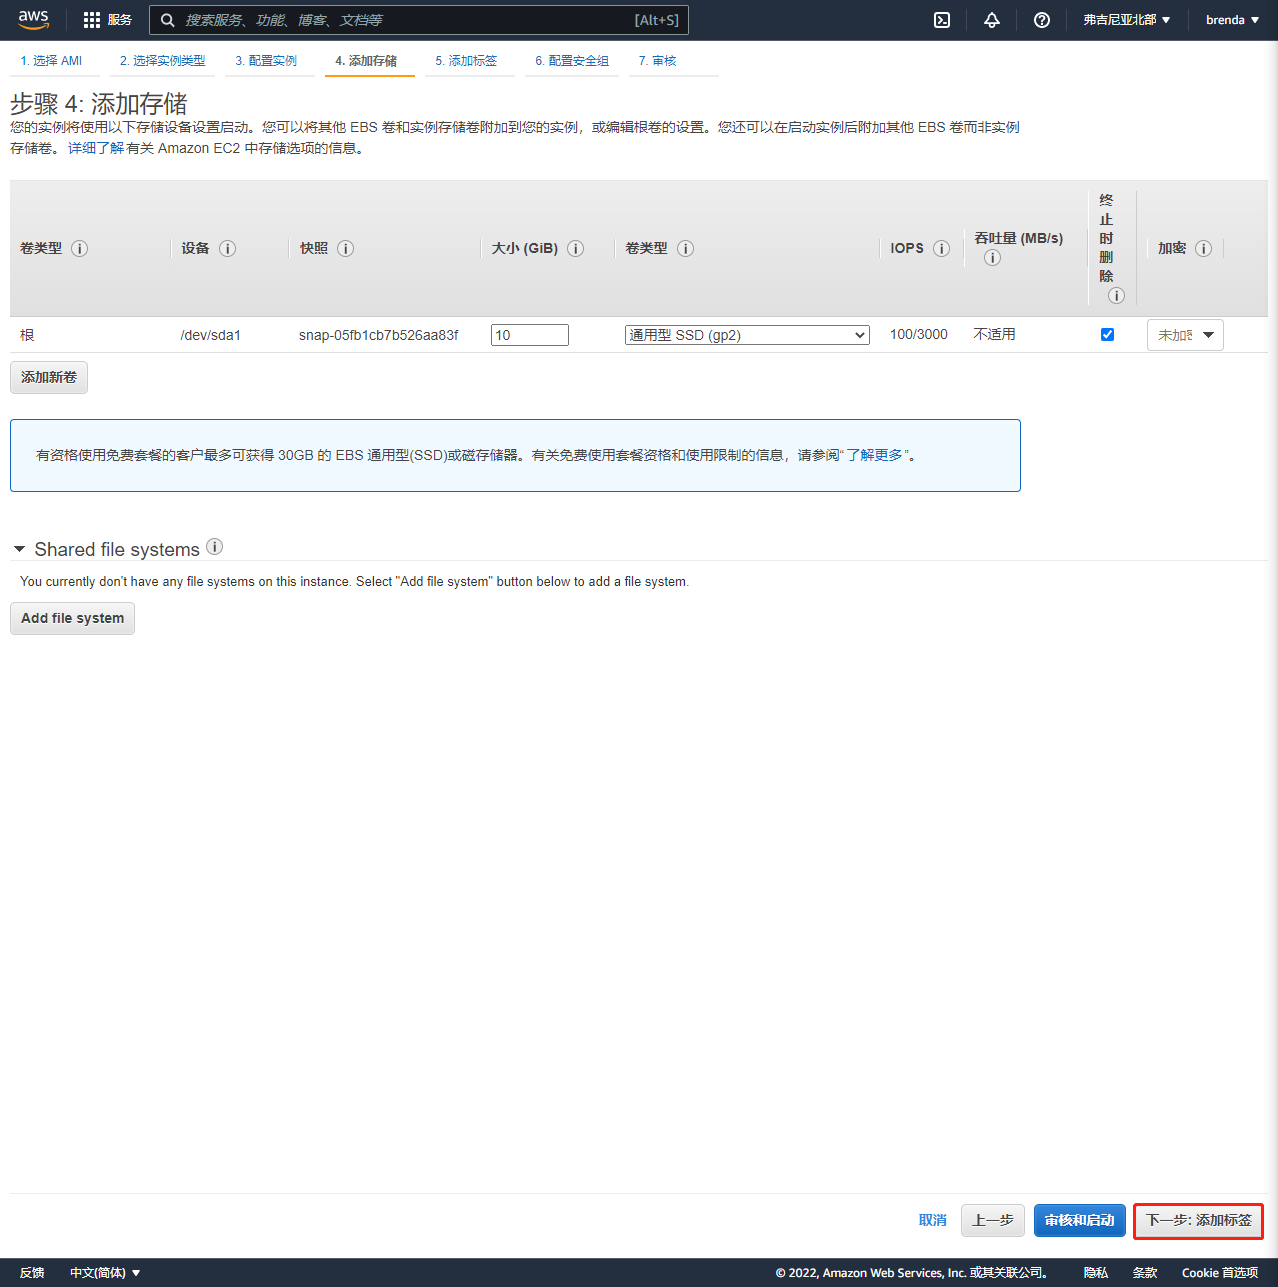 aws 服务 搜索服务、功能、博客、文档等 [Alt+S] 弗吉尼亚北部 brenda
1. 选择 AMI 2. 选择实例类型 3. 配置实例 4. 添加存储 5. 添加标签 6. 配置安全组 7. 审核
步骤 4: 添加存储
您的实例将使用以下存储设备设置启动。您可以将其他 EBS 卷和实例存储卷附加到您的实例，或编辑根卷的设置。您还可以在启动实例后附加其他 EBS 卷而非实例
存储卷。 详细了解有关 Amazon EC2 中存储选项的信息。
卷类型 设备 快照 大小 (GiB) 卷类型 IOPS 吞吐量 (MB/s) 终止时删除 加密
根 /dev/sda1 snap-05fb1cb7b526aa83f 10 通用型 SSD (gp2) 100/3000 不适用
添加新卷
有资格使用免费套餐的客户最多可获得 30GB 的 EBS 通用型(SSD)或磁存储器。有关免费使用套餐资格和使用限制的信息，请参阅“了解更多”。
Shared file systems
You currently don't have any file systems on this instance. Select "Add file system" button below to add a file system.
Add file system
取消 上一步 审核和启动 下一步: 添加标签
反馈 中文(简体) © 2022, Amazon Web Services, Inc. 或其关联公司。 隐私 条款 Cookie 首选项